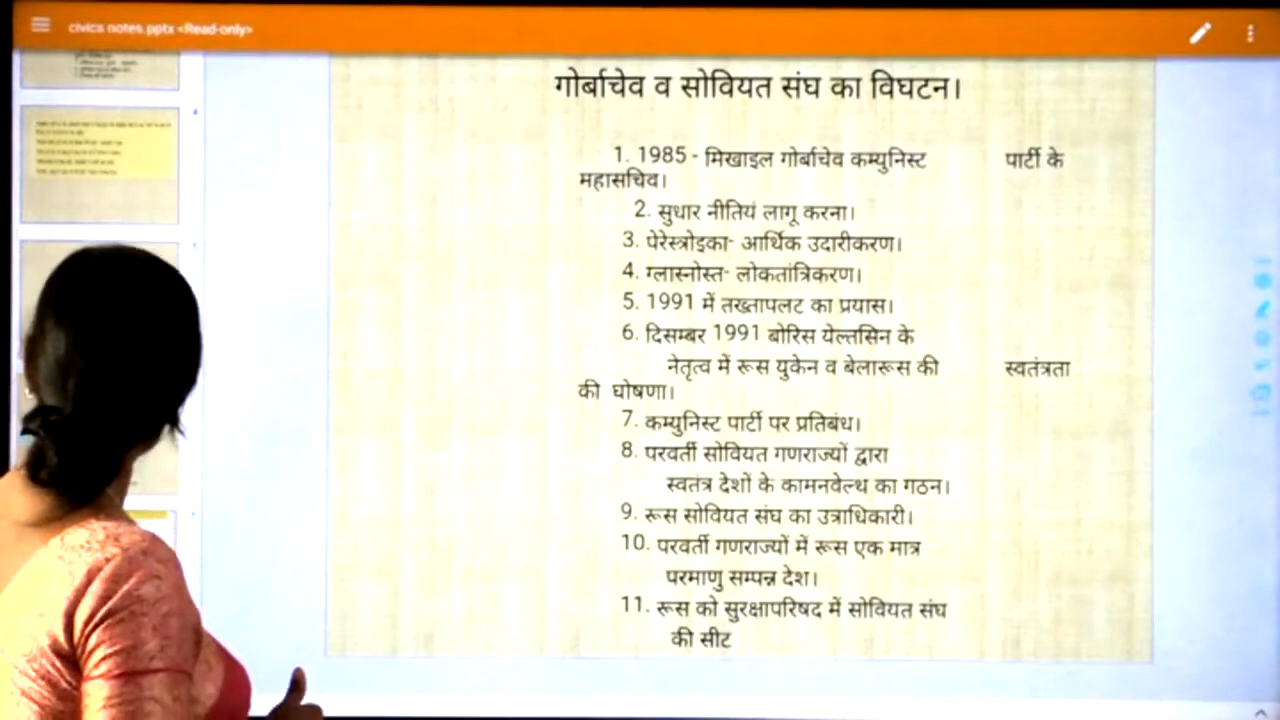 civics notes.pptx <Read-only>
गोर्बाचेव व सोवियत संघ का विघटन।
1. 1985 - मिखाइल गोर्बाचेव कम्युनिस्ट पार्टी के
महासचिव।
2. सुधार नीतियं लागू करना।
3. पेरेस्त्रोइका- आर्थिक उदारीकरण।
4. ग्लास्नोस्त- लोकतांत्रिकरण।
5. 1991 में तख्तापलट का प्रयास।
6. दिसम्बर 1991 बोरिस येल्तसिन के
नेतृत्व में रूस युकेन व बेलारूस की स्वतंत्रता
की घोषणा।
7. कम्युनिस्ट पार्टी पर प्रतिबंध।
8. परवर्ती सोवियत गणराज्यों द्वारा
स्वतंत्र देशों के कामनवेल्थ का गठन।
9. रूस सोवियत संघ का उत्राधिकारी।
10. परवर्ती गणराज्यों में रूस एक मात्र
परमाणु सम्पन्न देश।
11. रूस को सुरक्षापरिषद में सोवियत संघ
की सीट